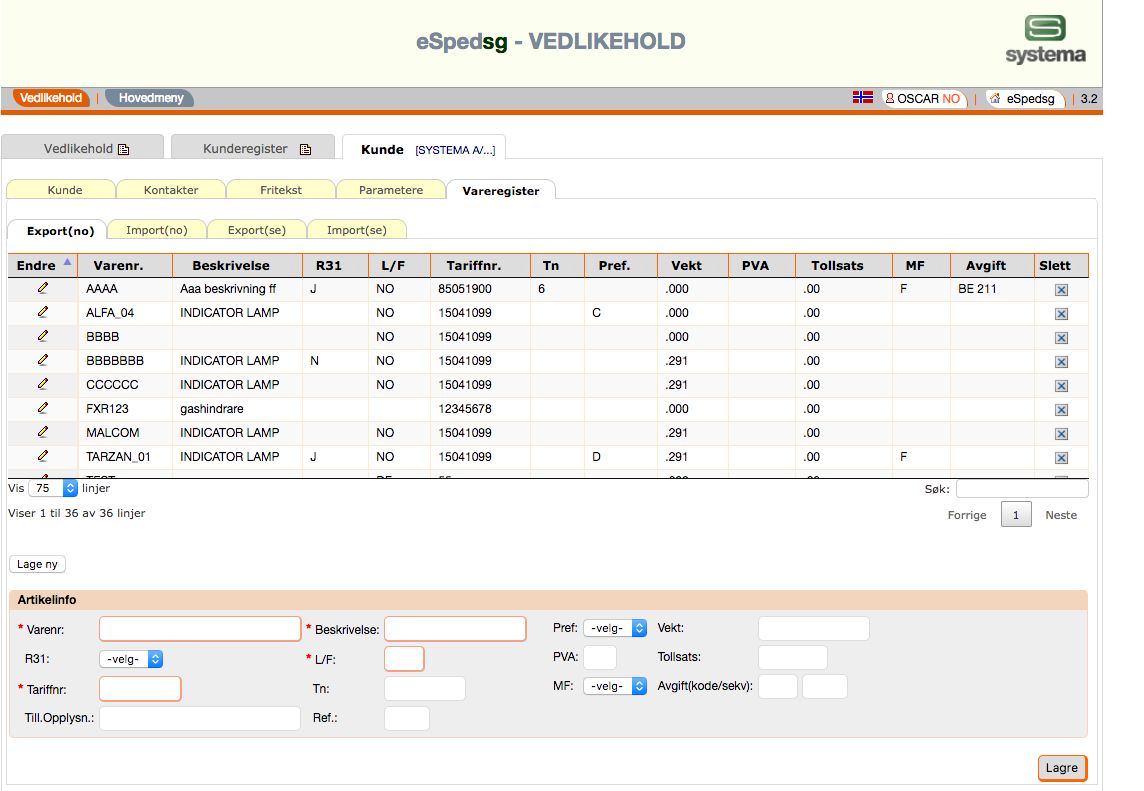 eSpedsg - VEDLIKEHOLD
systema
Vedlikehold | Hovedmeny
OSCAR NO | eSpedsg | 3.2
Vedlikehold Kunderegister Kunde [SYSTEMA A/...]
Kunde Kontakter Fritekst Parametere Vareregister
Export(no) Import(no) Export(se) Import(se)
Endre Varenr. Beskrivelse R31 L/F Tariffnr. Tn Pref. Vekt PVA Tollsats MF Avgift Slett
AAAA Aaa beskrivning ff J NO 85051900 6 .000 .00 F BE 211
ALFA_04 INDICATOR LAMP NO 15041099 C .000 .00
BBBB NO 15041099 .000 .00
BBBBBBB INDICATOR LAMP N NO 15041099 .291 .00
CCCCCC INDICATOR LAMP NO 15041099 .291 .00
FXR123 gashindrare 12345678 .000 .00
MALCOM INDICATOR LAMP NO 15041099 .291 .00
TARZAN_01 INDICATOR LAMP J NO 15041099 D .291 .00 F
Vis 75 linjer
Søk:
Viser 1 til 36 av 36 linjer
Forrige 1 Neste
Lage ny
Artikelinfo
* Varenr: * Beskrivelse: Pref: -velg- Vekt:
R31: -velg- * L/F: PVA: Tollsats:
* Tariffnr: Tn: MF: -velg- Avgift(kode/sekv):
Till.Opplysn.: Ref.:
Lagre